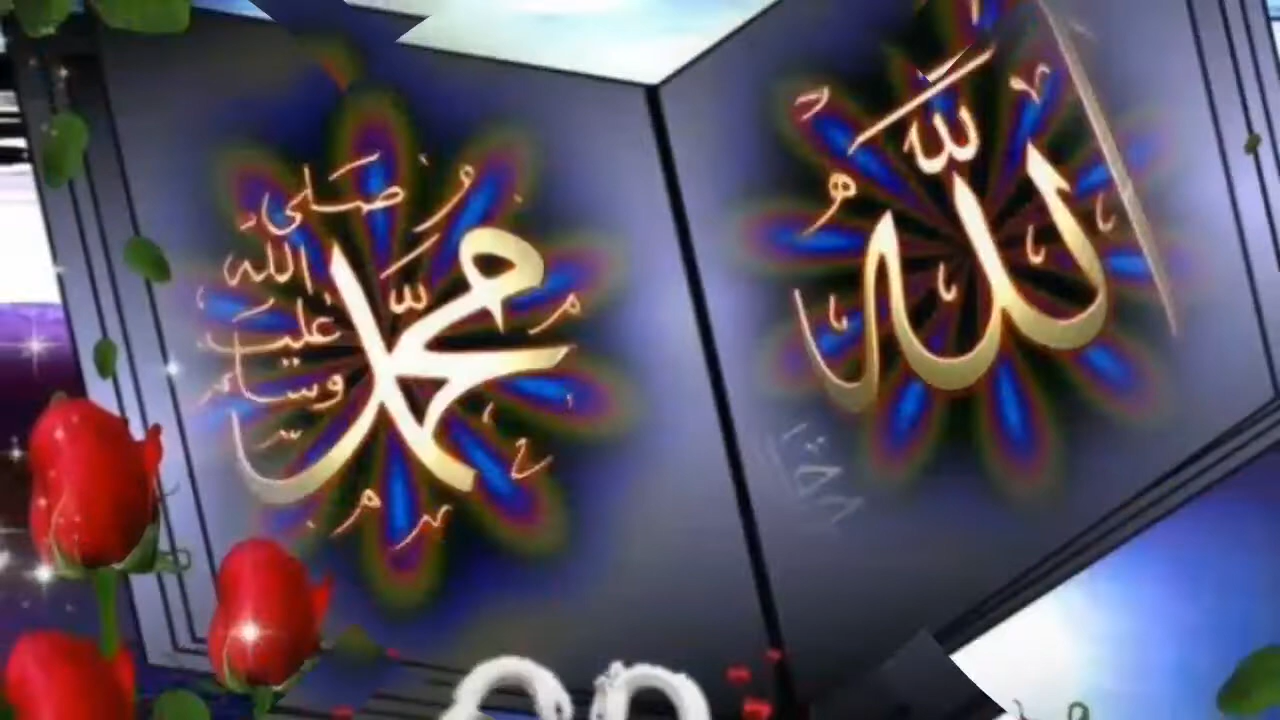 الله
محمد
صلى
الله
عليه
وسلم